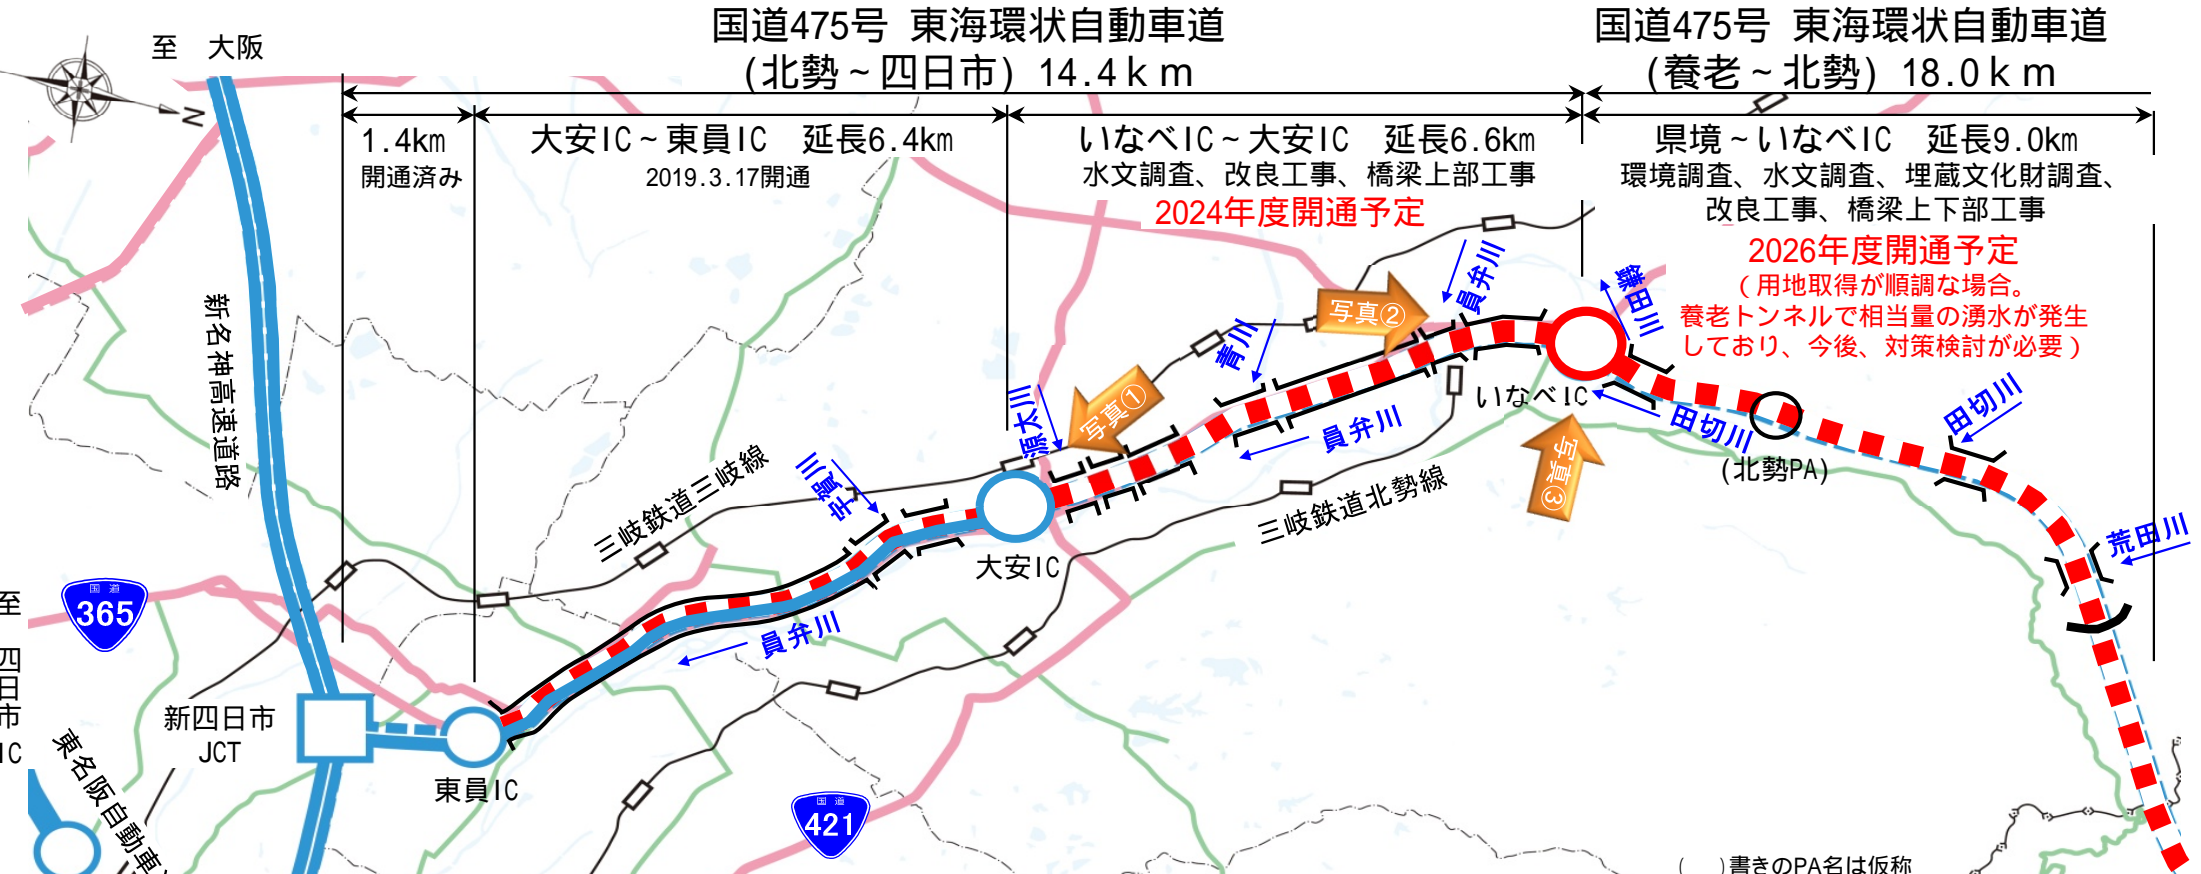 国道475号 東海環状自動車道
(北勢~四日市) 14.4km
国道475号 東海環状自動車道
(養老~北勢) 18.0km
至 大阪
N
1.4km
開通済み
大安IC~東員IC 延長6.4km
2019.3.17開通
いなべIC~大安IC 延長6.6km
水文調査、改良工事、橋梁上部工事
2024年度開通予定
県境~いなべIC 延長9.0km
環境調査、水文調査、埋蔵文化財調査、
改良工事、橋梁上下部工事
2026年度開通予定
(用地取得が順調な場合。
養老トンネルで相当量の湧水が発生
しており、今後、対策検討が必要)
新名神高速道路
三岐鉄道三岐線
宇賀川
源太川
写真①
青川
写真②
員弁川
鎌田川
いなべIC
写真③
田切川
(北勢PA)
田切川
荒田川
員弁川
三岐鉄道北勢線
大安IC
員弁川
国道
365
至 四日市IC
新四日市
JCT
東員IC
東名阪自動車
国道
421
( )書きのPA名は仮称